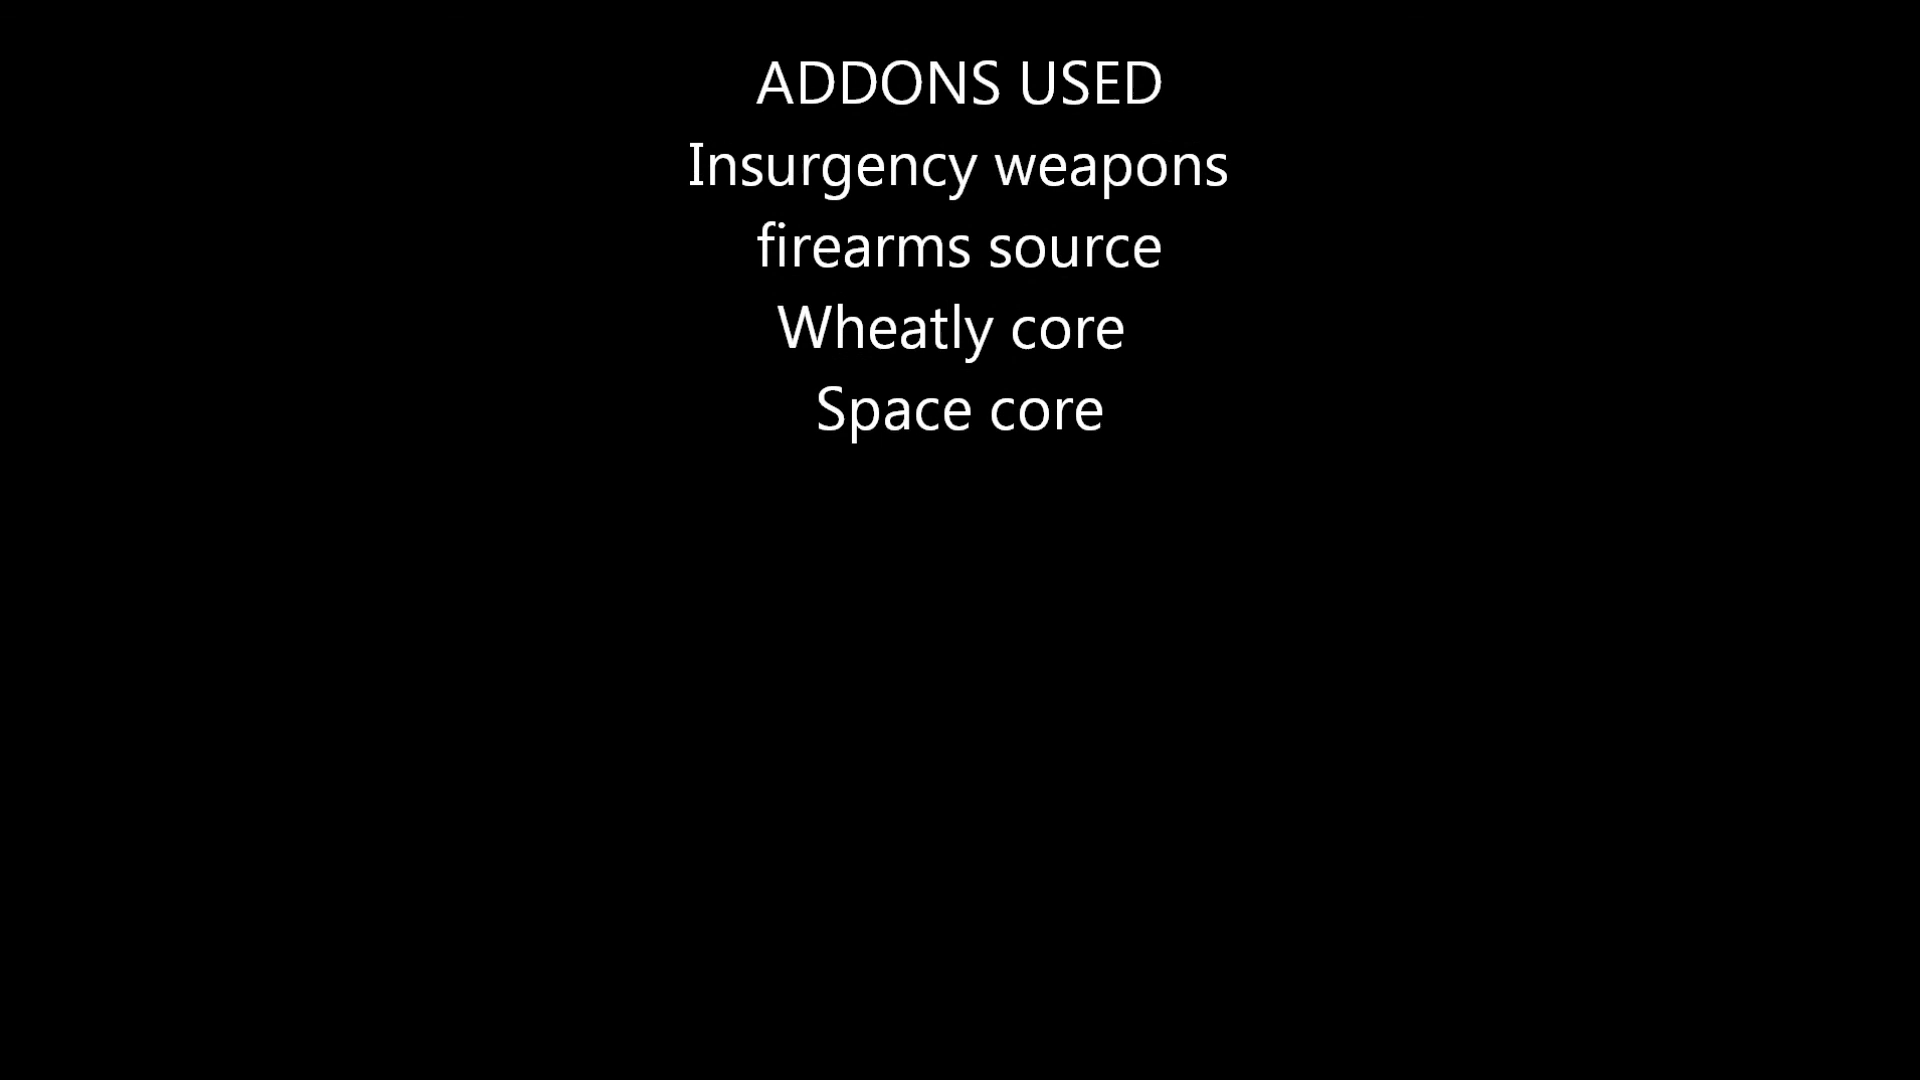 ADDONS USED
Insurgency weapons
firearms source
Wheatly core
Space core